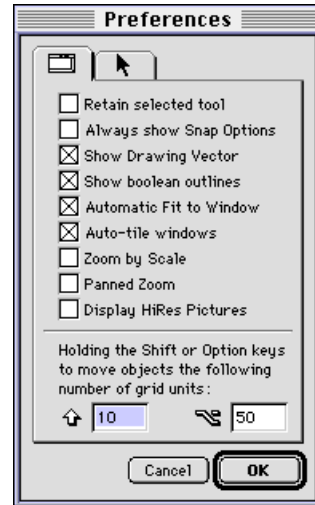 Preferences
Retain selected tool
Always show Snap Options
Show Drawing Vector
Show boolean outlines
Automatic Fit to Window
Auto-tile windows
Zoom by Scale
Panned Zoom
Display HiRes Pictures
Holding the Shift or Option keys
to move objects the following
number of grid units:
10 50
Cancel OK